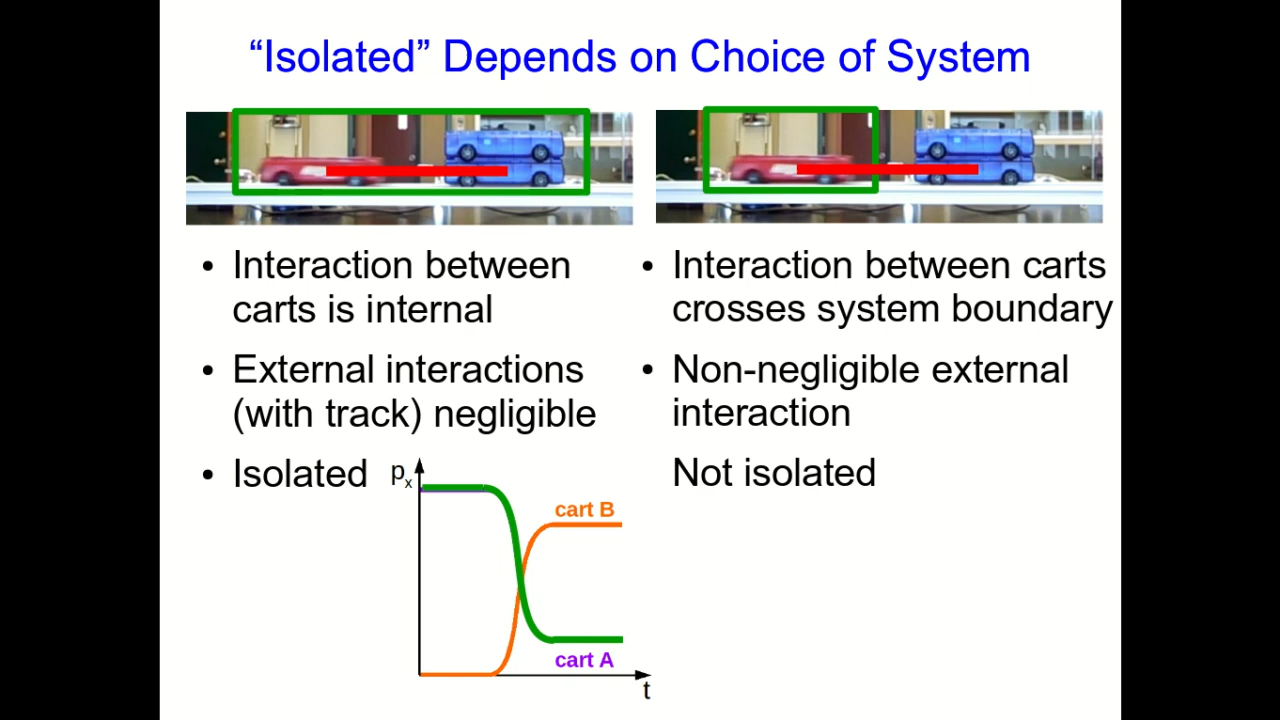 “Isolated” Depends on Choice of System
• Interaction between
carts is internal
• External interactions
(with track) negligible
• Isolated
• Interaction between carts
crosses system boundary
• Non-negligible external
interaction
Not isolated
px
cart B
cart A
t